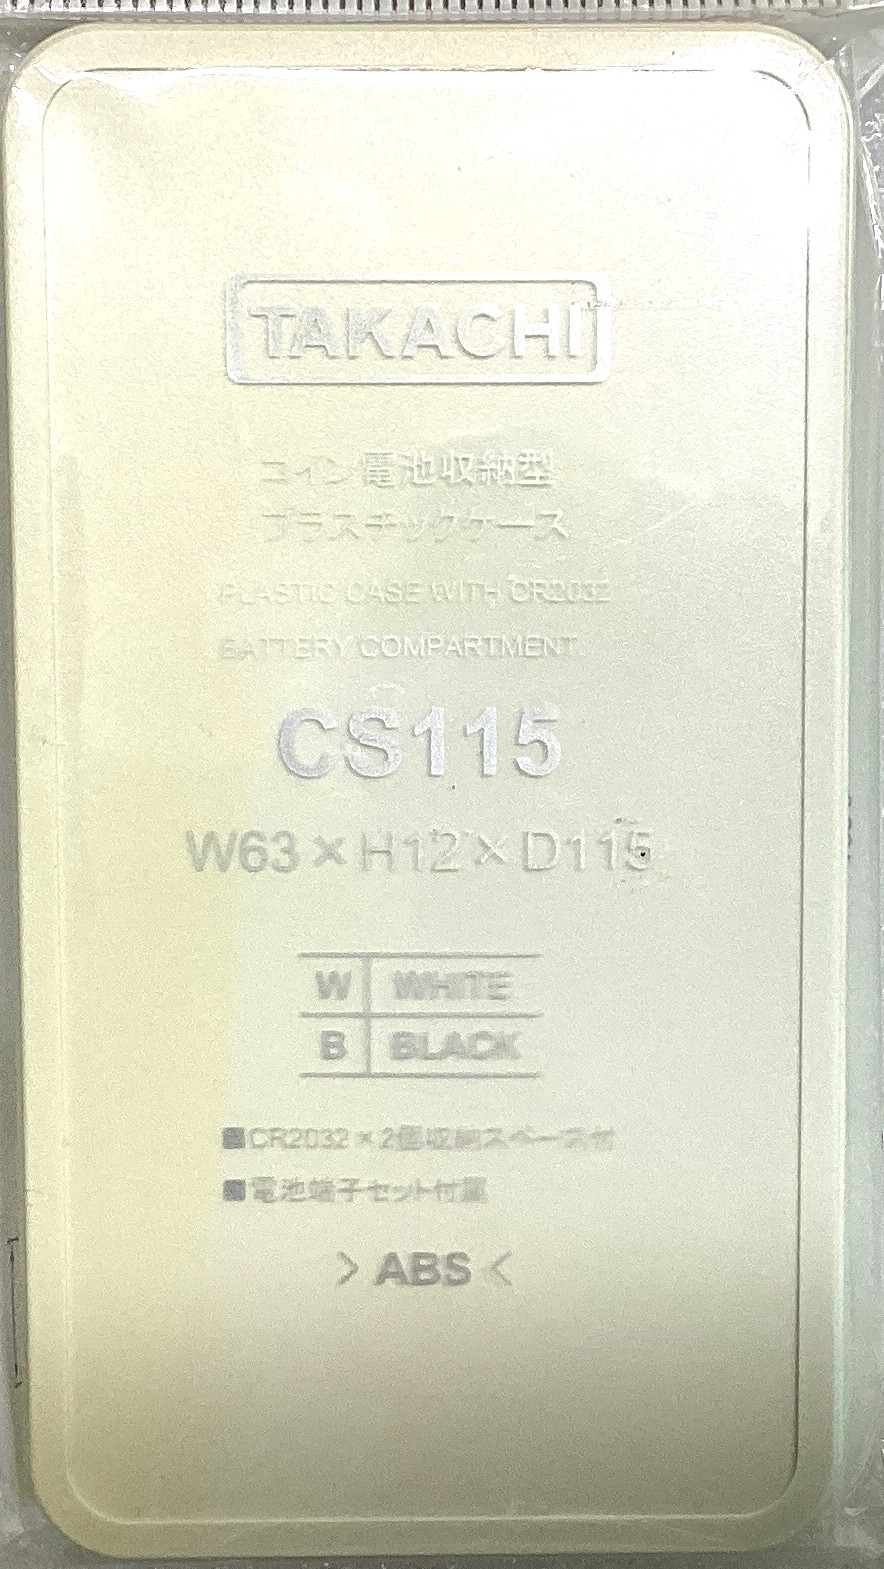 TAKACHI
コイン電池収納型
プラスチックケース
PLASTIC CASE WITH CR2032
BATTERY COMPARTMENT
CS115
W63×H12×D115
W WHITE
B BLACK
■CR2032×2個収納スペース付
■電池端子セット付属
>ABS<